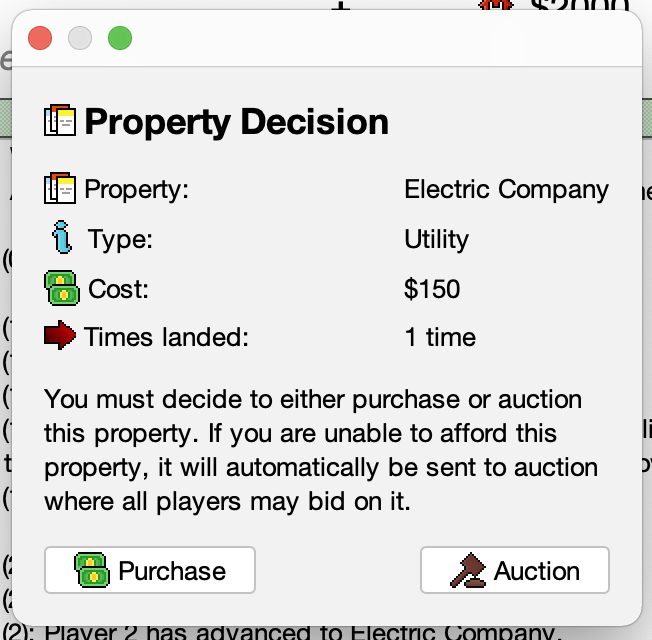 $2000
Property Decision
Property: Electric Company
Type: Utility
Cost: $150
Times landed: 1 time
You must decide to either purchase or auction
this property. If you are unable to afford this
property, it will automatically be sent to auction
where all players may bid on it.
Purchase Auction
(2): Player 2 has advanced to Electric Company.